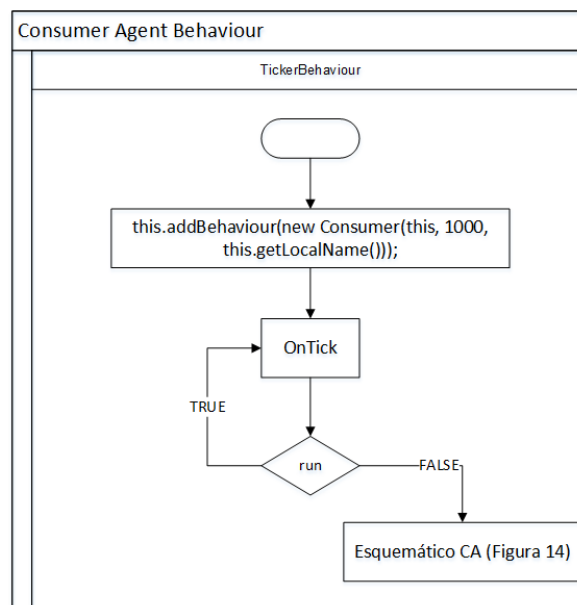 Consumer Agent Behaviour
TickerBehaviour
this.addBehaviour(new Consumer(this, 1000,
this.getLocalName()));
OnTick
TRUE
run
FALSE
Esquemático CA (Figura 14)